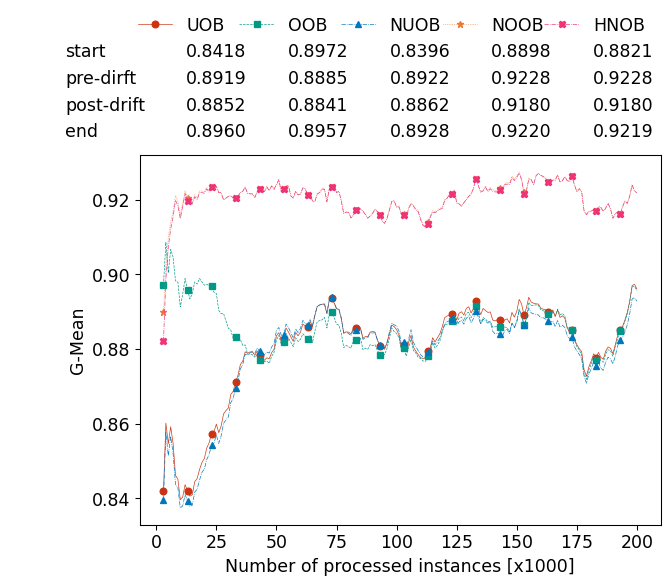 UOB OOB NUOB NOOB HNOB
start 0.8418 0.8972 0.8396 0.8898 0.8821
pre-dirft 0.8919 0.8885 0.8922 0.9228 0.9228
post-drift 0.8852 0.8841 0.8862 0.9180 0.9180
end 0.8960 0.8957 0.8928 0.9220 0.9219
0.92
0.90
0.88
0.86
0.84
G-Mean
0 25 50 75 100 125 150 175 200
Number of processed instances [x1000]